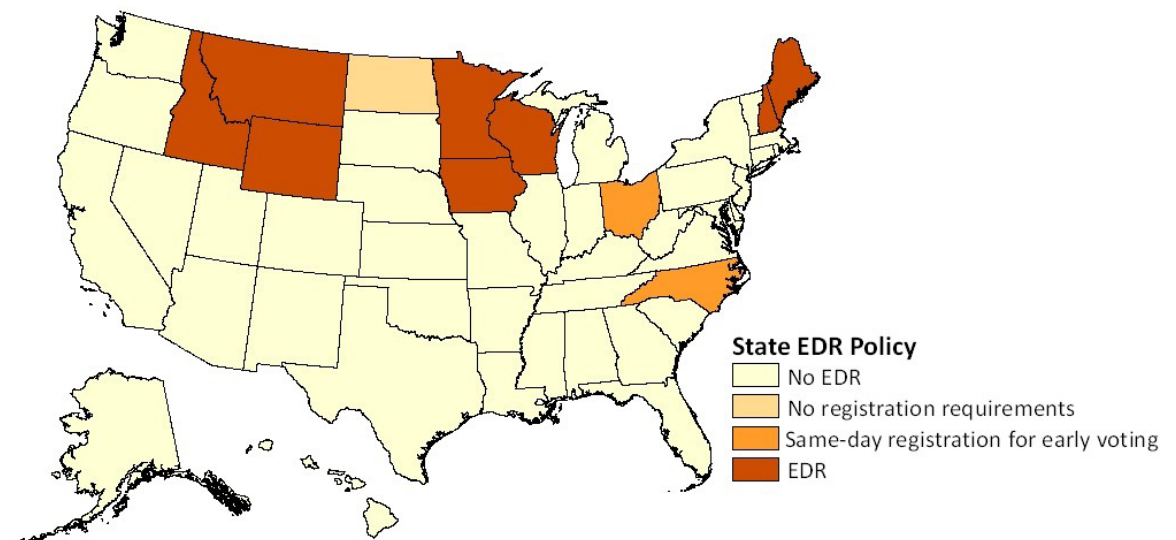 State EDR Policy
No EDR
No registration requirements
Same-day registration for early voting
EDR